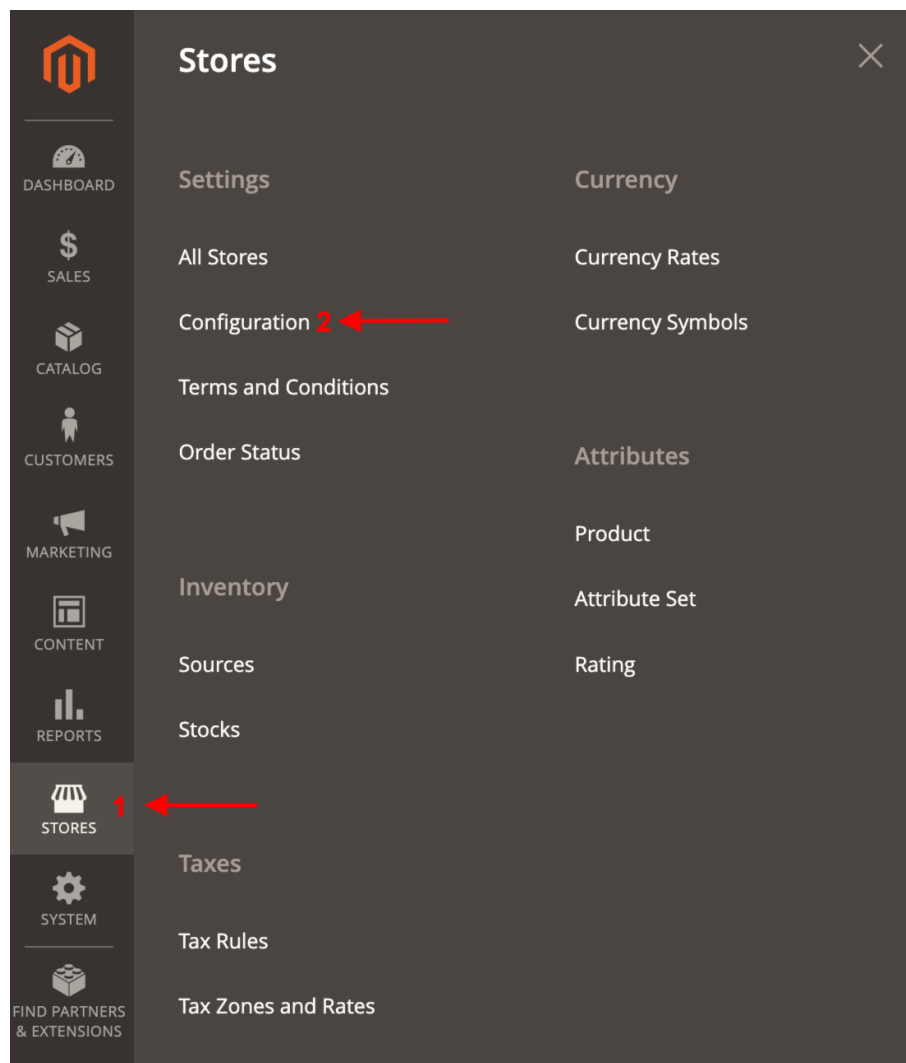 DASHBOARD
$
SALES
CATALOG
CUSTOMERS
MARKETING
CONTENT
REPORTS
STORES 1
SYSTEM
FIND PARTNERS
& EXTENSIONS
Stores
Settings
All Stores
Configuration 2
Terms and Conditions
Order Status
Inventory
Sources
Stocks
Taxes
Tax Rules
Tax Zones and Rates
Currency
Currency Rates
Currency Symbols
Attributes
Product
Attribute Set
Rating